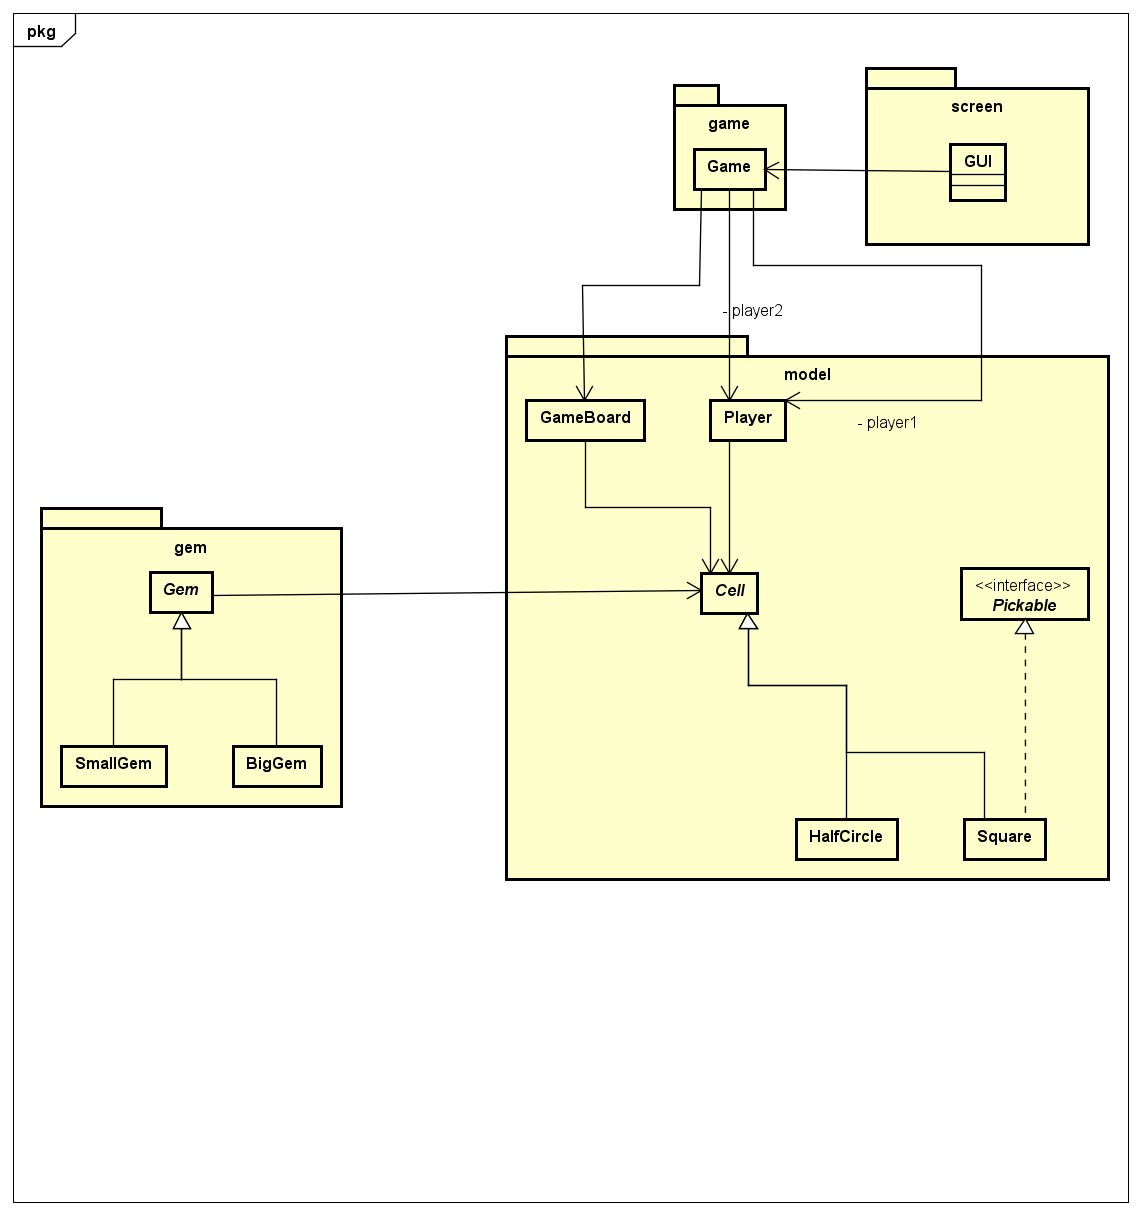 pkg
screen
game
GUI
Game
- player2
model
GameBoard
Player
- player1
gem
Gem
Cell
<<interface>>
Pickable
SmallGem
BigGem
HalfCircle
Square